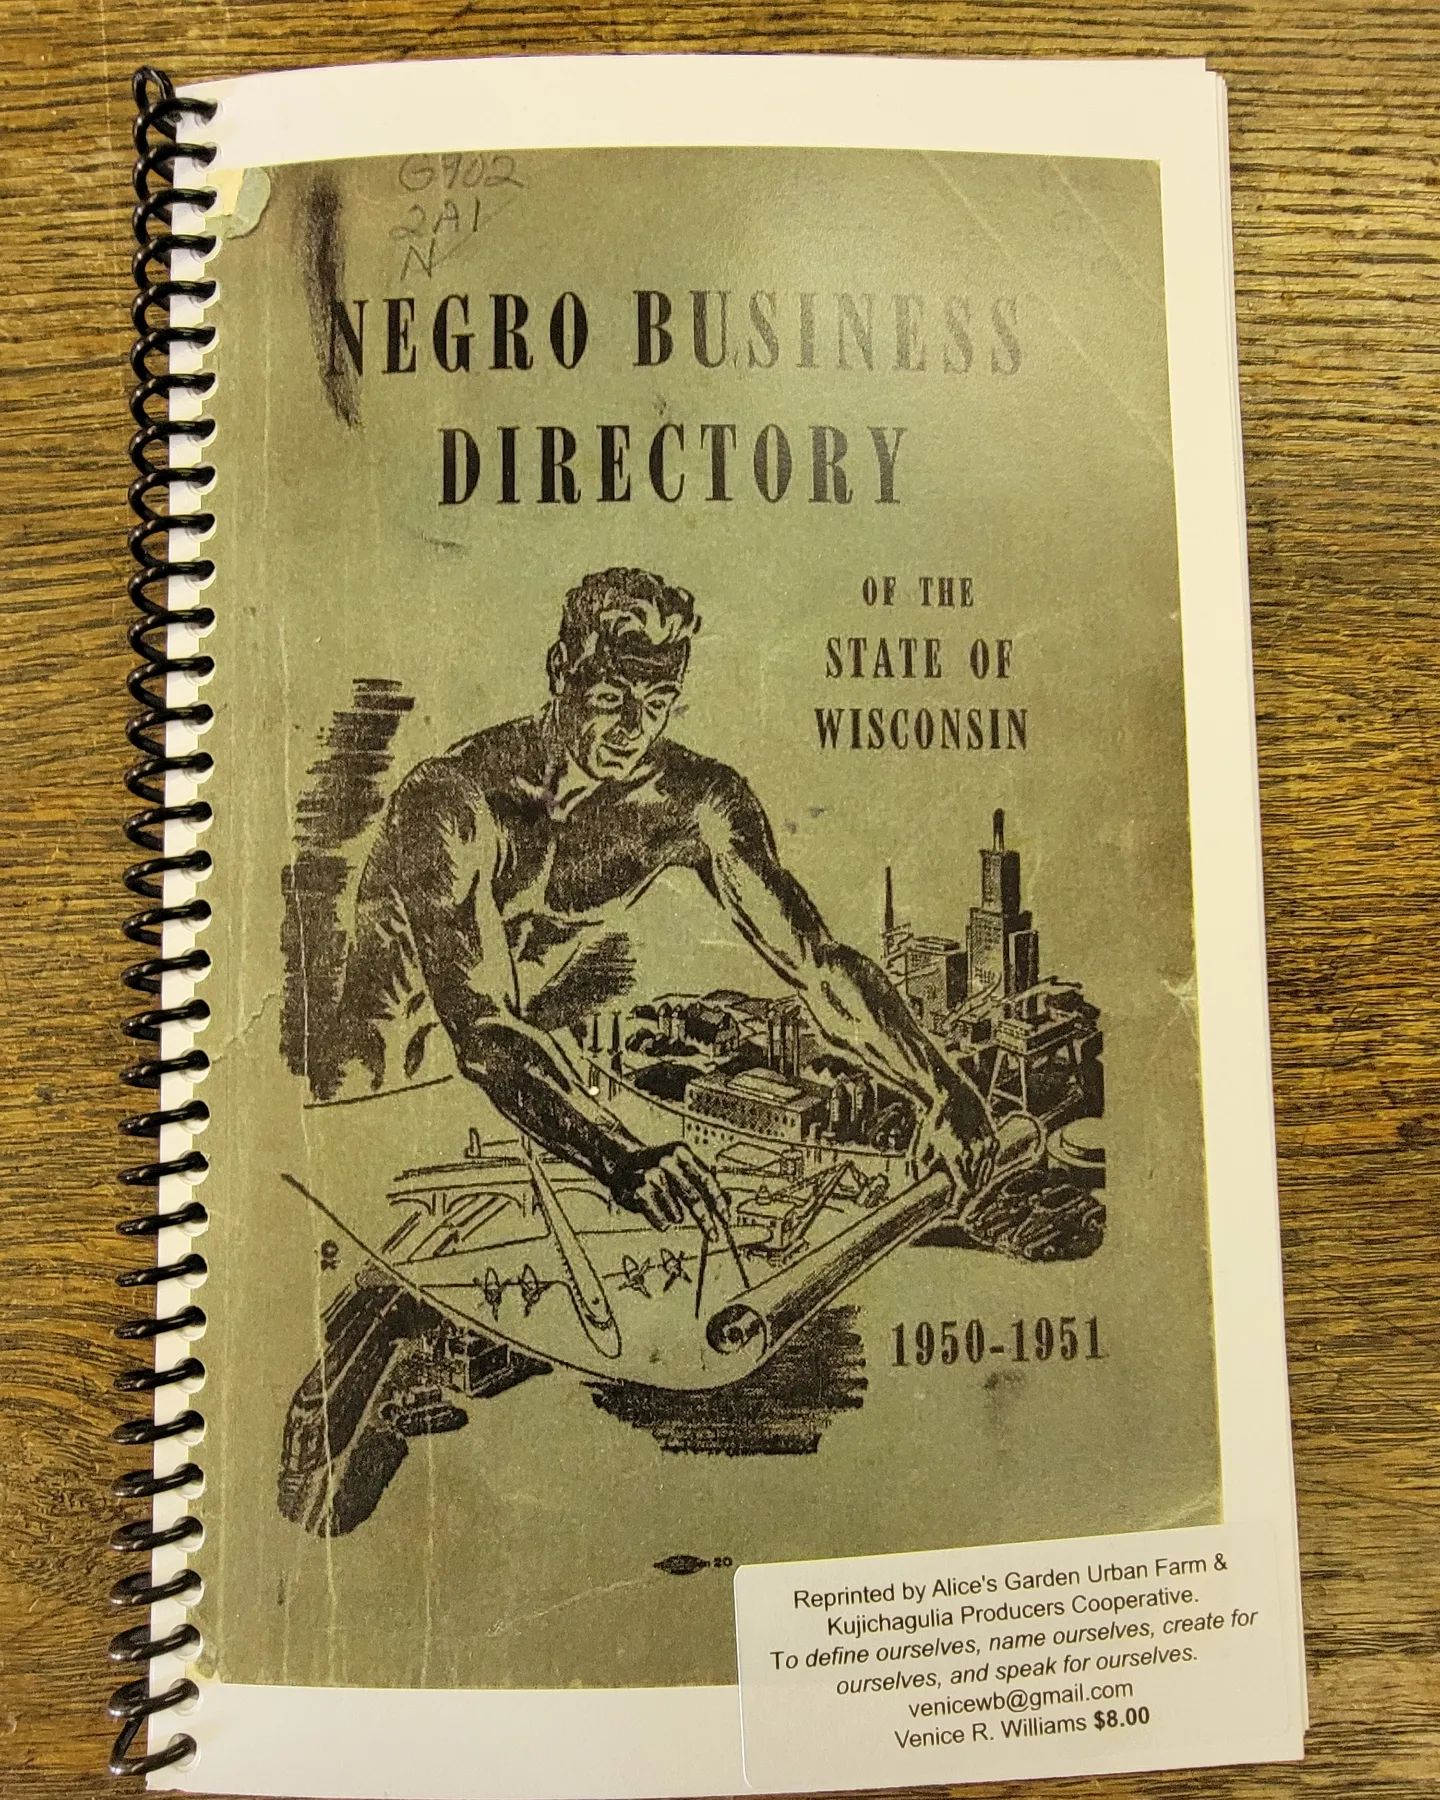 G902
2A1
N
NEGRO BUSINESS
DIRECTORY
OF THE
STATE OF
WISCONSIN
1950-1951
20
Reprinted by Alice's Garden Urban Farm &
Kujichagulia Producers Cooperative.
To define ourselves, name ourselves, create for
ourselves, and speak for ourselves.
venicewb@gmail.com
Venice R. Williams $8.00